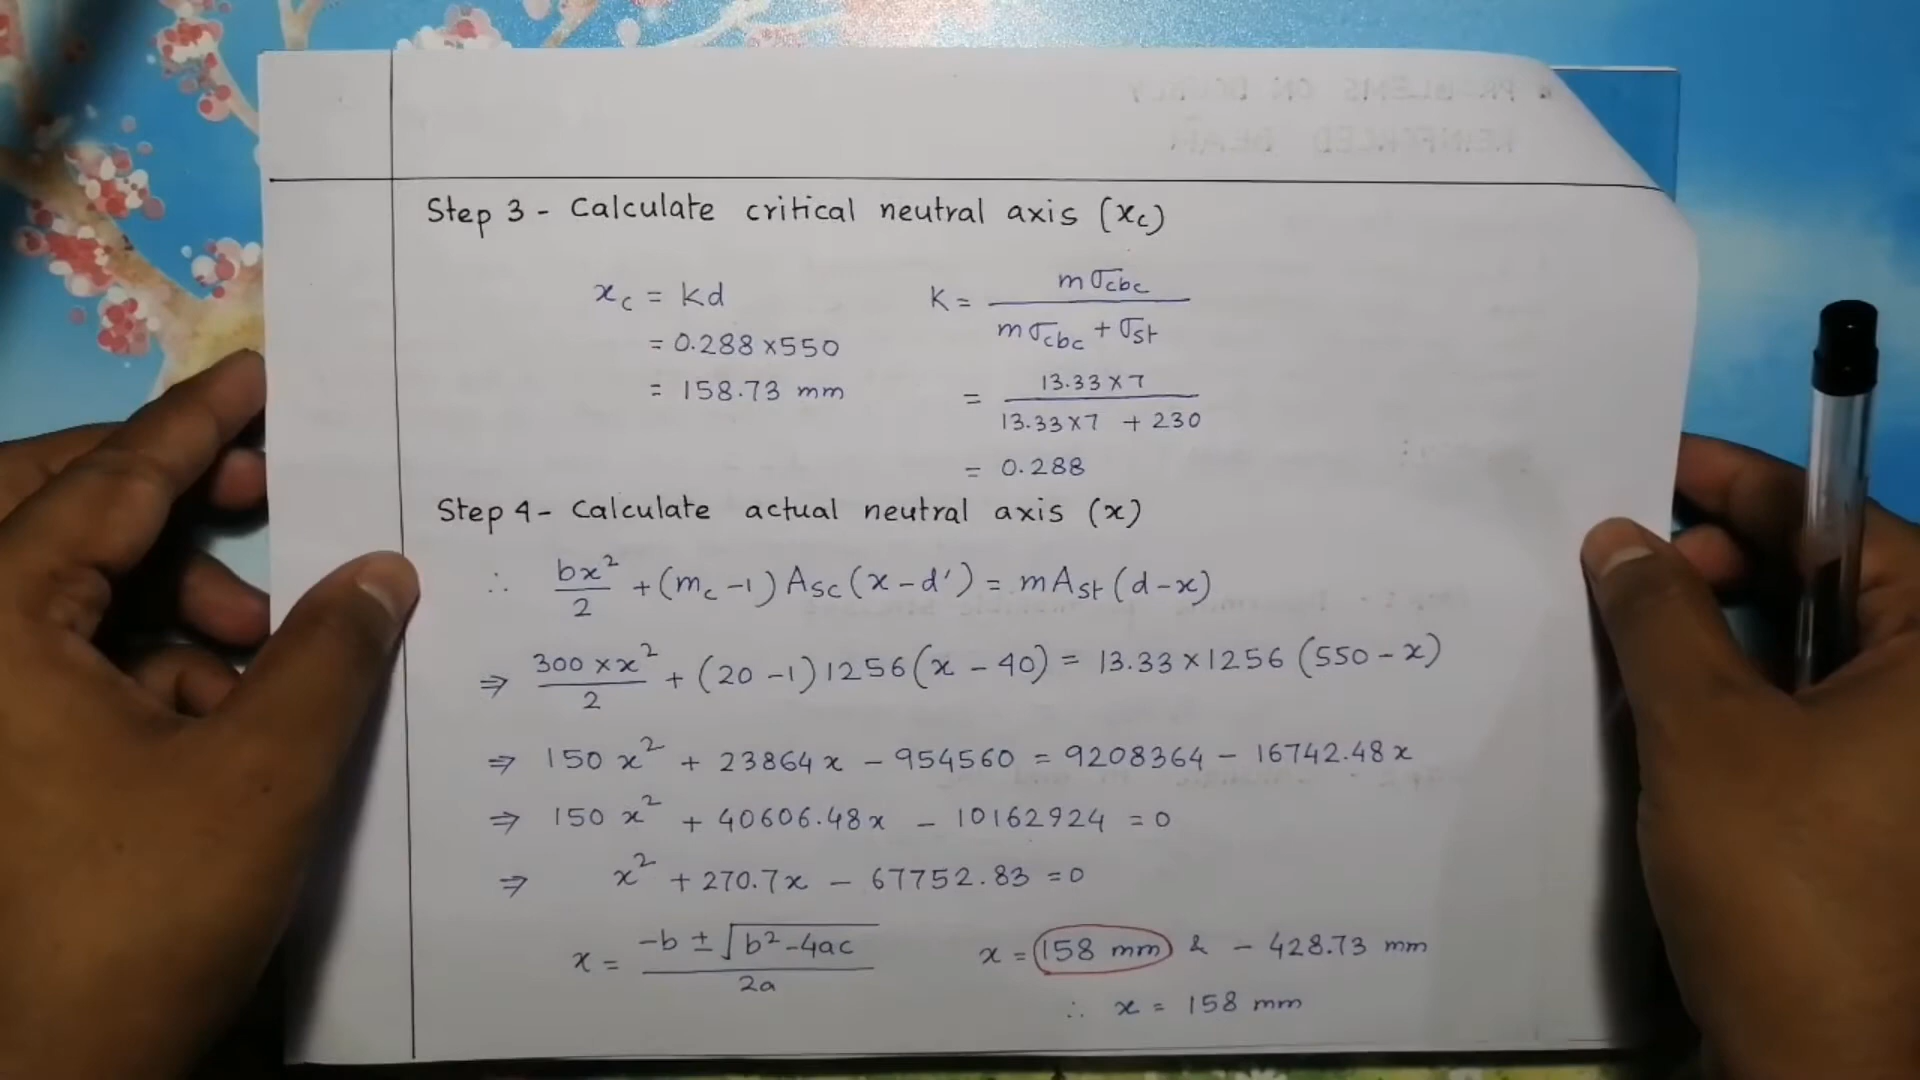 Step 3 - Calculate critical neutral axis (x_c)
x_c = Kd
= 0.288 x 550
= 158.73 mm
K = mσ_cbc / mσ_cbc + σ_st
= 13.33 x 7 / 13.33 x 7 + 230
= 0.288
Step 4 - Calculate actual neutral axis (x)
∴ bx² / 2 + (m_c - 1) A_sc (x - d') = mA_st (d - x)
⇒ 300 × x² / 2 + (20 - 1) 1256 (x - 40) = 13.33 × 1256 (550 - x)
⇒ 150 x² + 23864 x - 954560 = 9208364 - 16742.48 x
⇒ 150 x² + 40606.48 x - 10162924 = 0
⇒ x² + 270.7x - 67752.83 = 0
x = -b ± √b² - 4ac / 2a
x = 158 mm & - 428.73 mm
∴ x = 158 mm